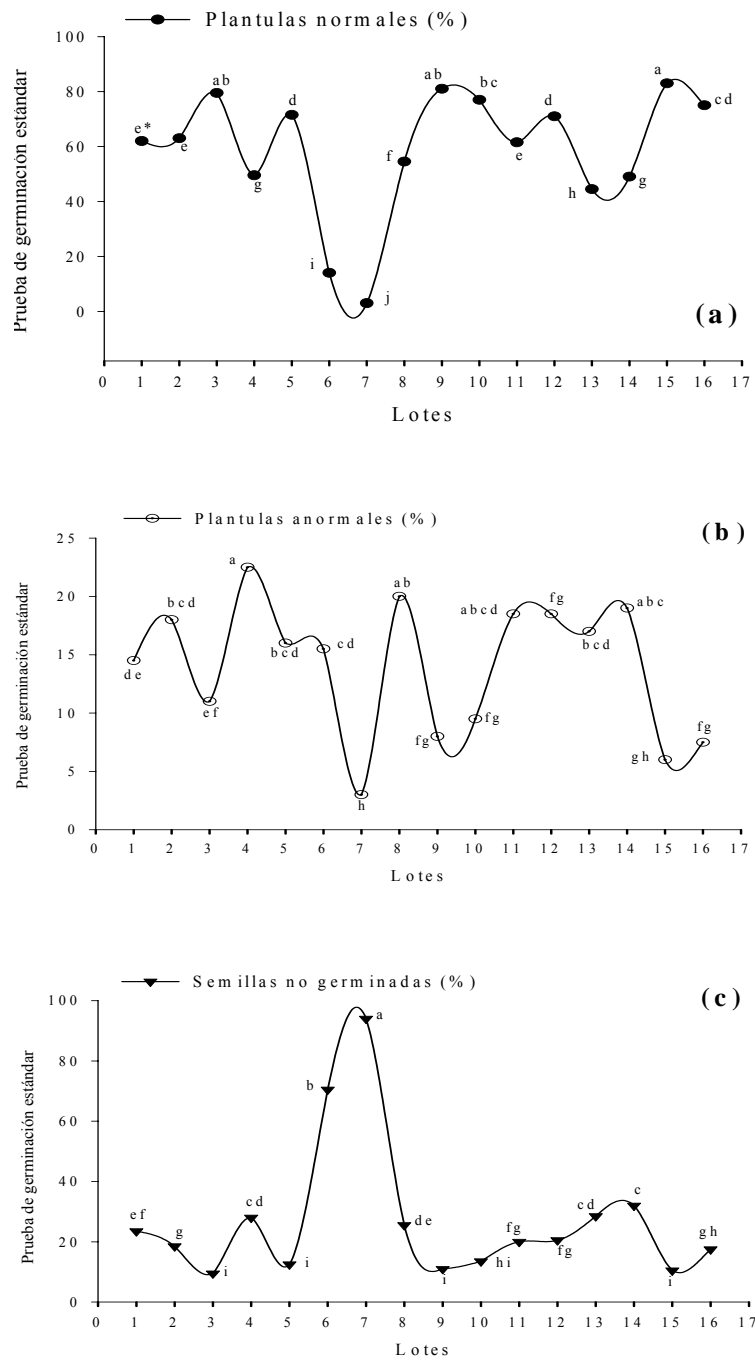 Plantulas normales (%)
Prueba de germinación estándar
100
80
60
40
20
0
e*
e
ab
g
d
i
j
f
ab
bc
e
d
h
g
a
cd
(a)
0 1 2 3 4 5 6 7 8 9 10 11 12 13 14 15 16 17
Lotes
Plantulas anormales (%)
(b)
Prueba de germinación estándar
25
20
15
10
5
0
de
bcd
ef
a
bcd
cd
h
ab
fg
fg
abcd
fg
bcd
abc
gh
fg
0 1 2 3 4 5 6 7 8 9 10 11 12 13 14 15 16 17
Lotes
Semillas no germinadas (%)
(c)
Prueba de germinación estándar
100
80
60
40
20
0
ef
g
i
cd
i
b
a
de
i
hi
fg
fg
cd
c
i
gh
0 1 2 3 4 5 6 7 8 9 10 11 12 13 14 15 16 17
Lotes